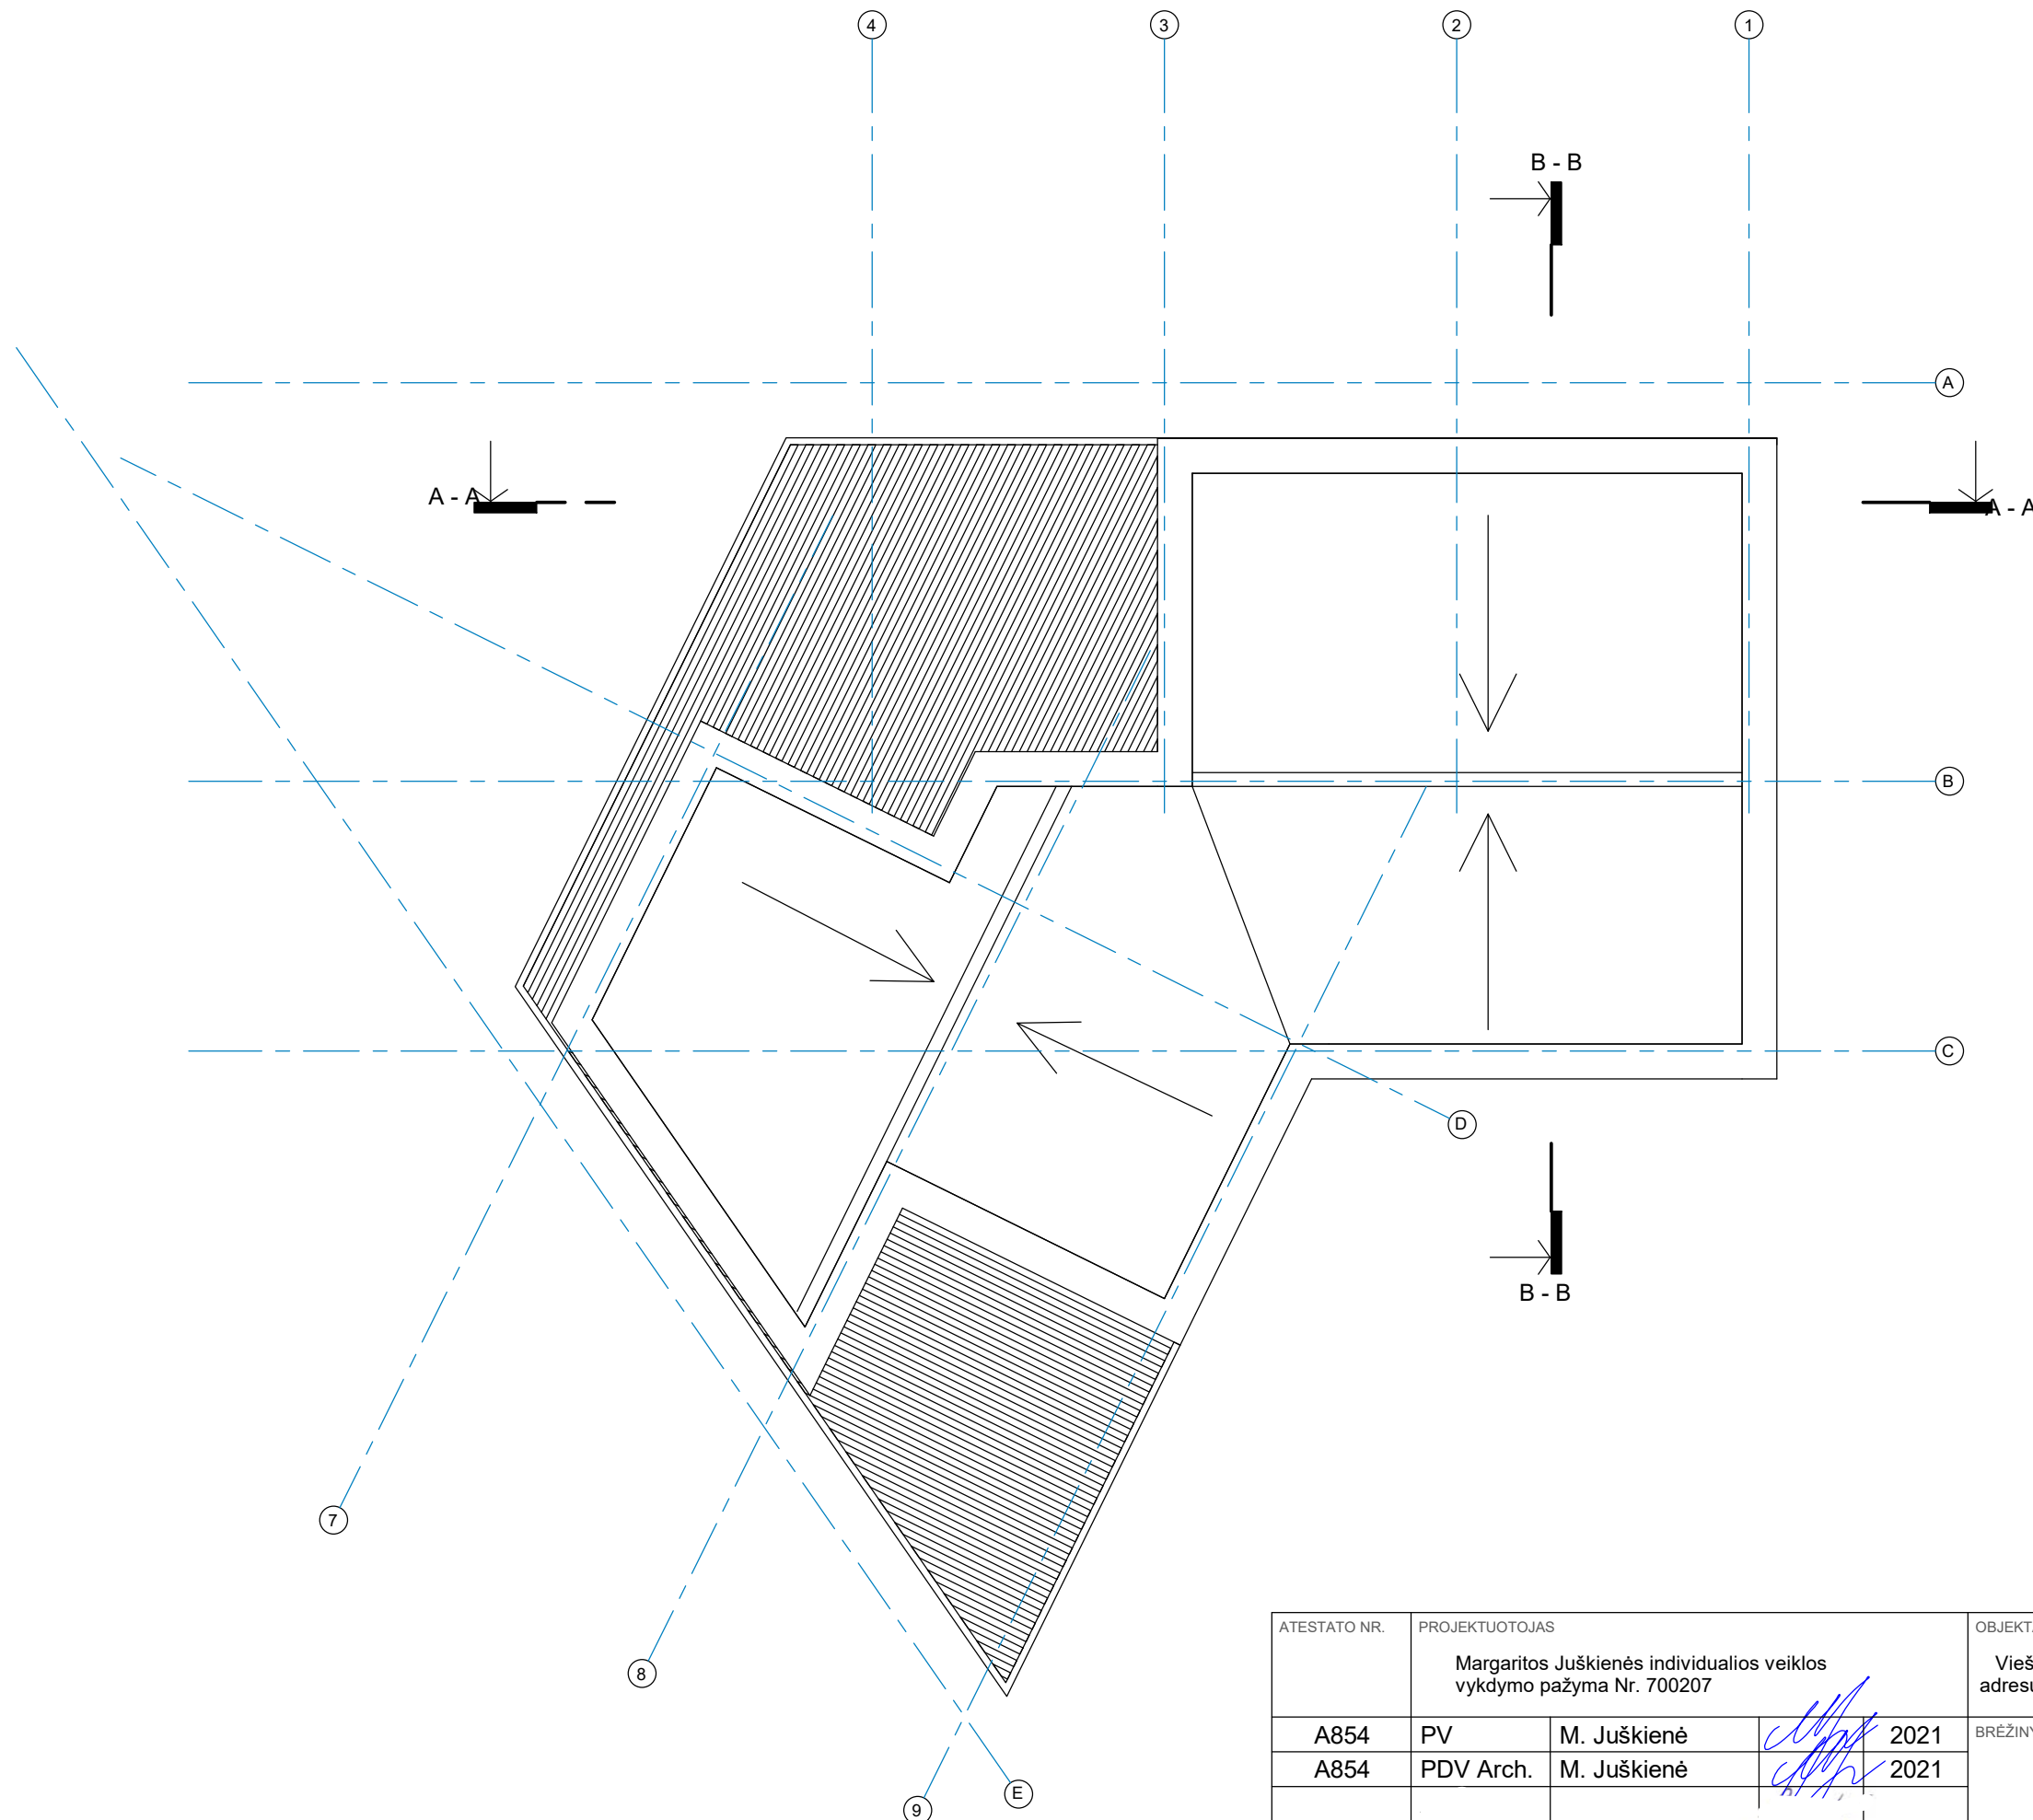 4
3
2
1
B - B
A
A - A
A - A
B
C
D
B - B
7
8
9
E
ATESTATO NR.
PROJEKTUOTOJAS
Margaritos Juškienės individualios veiklos
vykdymo pažyma Nr. 700207
A854 PV M. Juškienė 2021
A854 PDV Arch. M. Juškienė 2021